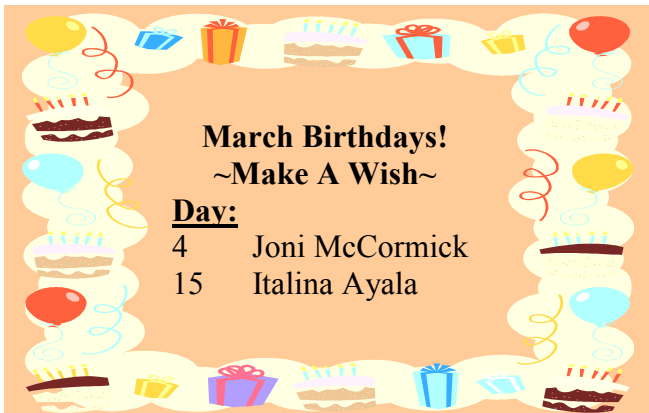 March Birthdays!
~Make A Wish~
Day:
4 Joni McCormick
15 Italina Ayala